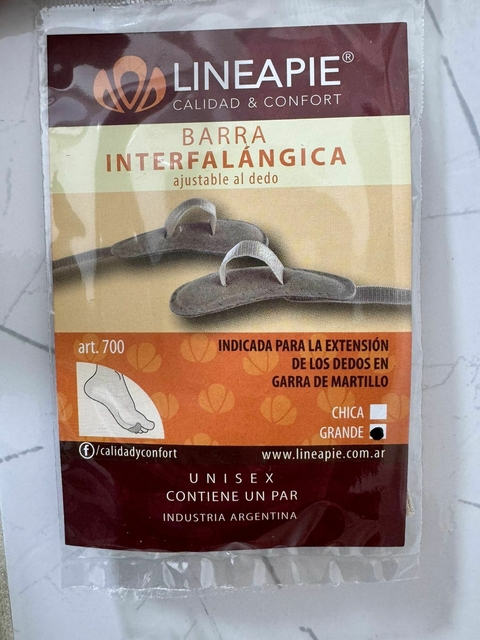 LINEAPIE®
CALIDAD & CONFORT
BARRA
INTERFALÁNGICA
ajustable al dedo
art. 700
INDICADA PARA LA EXTENSIÓN
DE LOS DEDOS EN
GARRA DE MARTILLO
CHICA
GRANDE
f/calidadyconfort
www.lineapie.com.ar
UNISEX
CONTIENE UN PAR
INDUSTRIA ARGENTINA